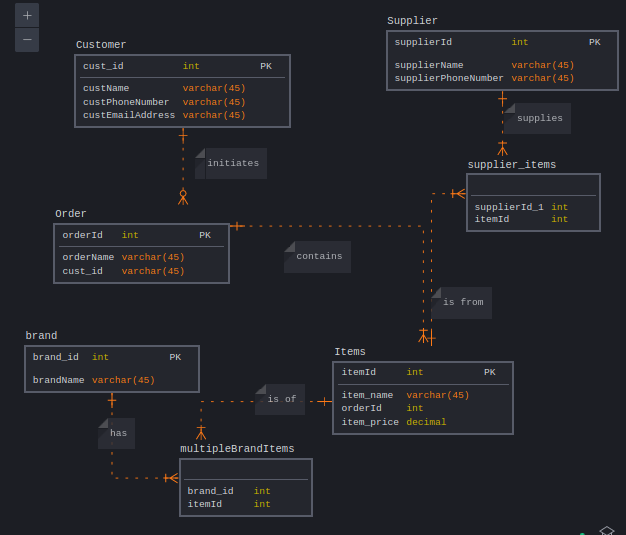 +
−
Customer
cust_id int PK
custName varchar(45)
custPhoneNumber varchar(45)
custEmailAddress varchar(45)
Supplier
supplierId int PK
supplierName varchar(45)
supplierPhoneNumber varchar(45)
supplies
initiates
supplier_items
supplierId_1 int
itemId int
Order
orderId int PK
orderName varchar(45)
cust_id varchar(45)
contains
is from
brand
brand_id int PK
brandName varchar(45)
Items
itemId int PK
item_name varchar(45)
orderId int
item_price decimal
is of
has
multipleBrandItems
brand_id int
itemId int